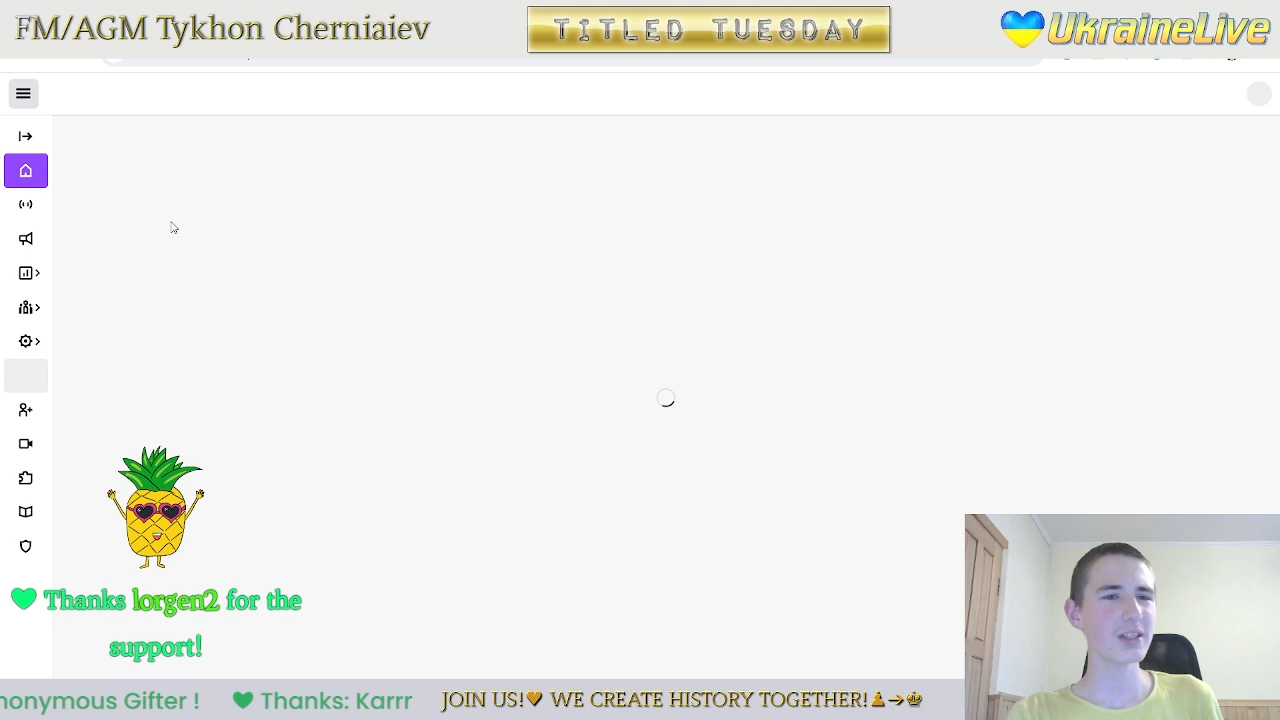 FM/AGM Tykhon Cherniaiev
TITLED TUESDAY
UkraineLive
Thanks lorgen2 for the
support!
nonymous Gifter !
Thanks: Karrr
JOIN US! WE CREATE HISTORY TOGETHER!